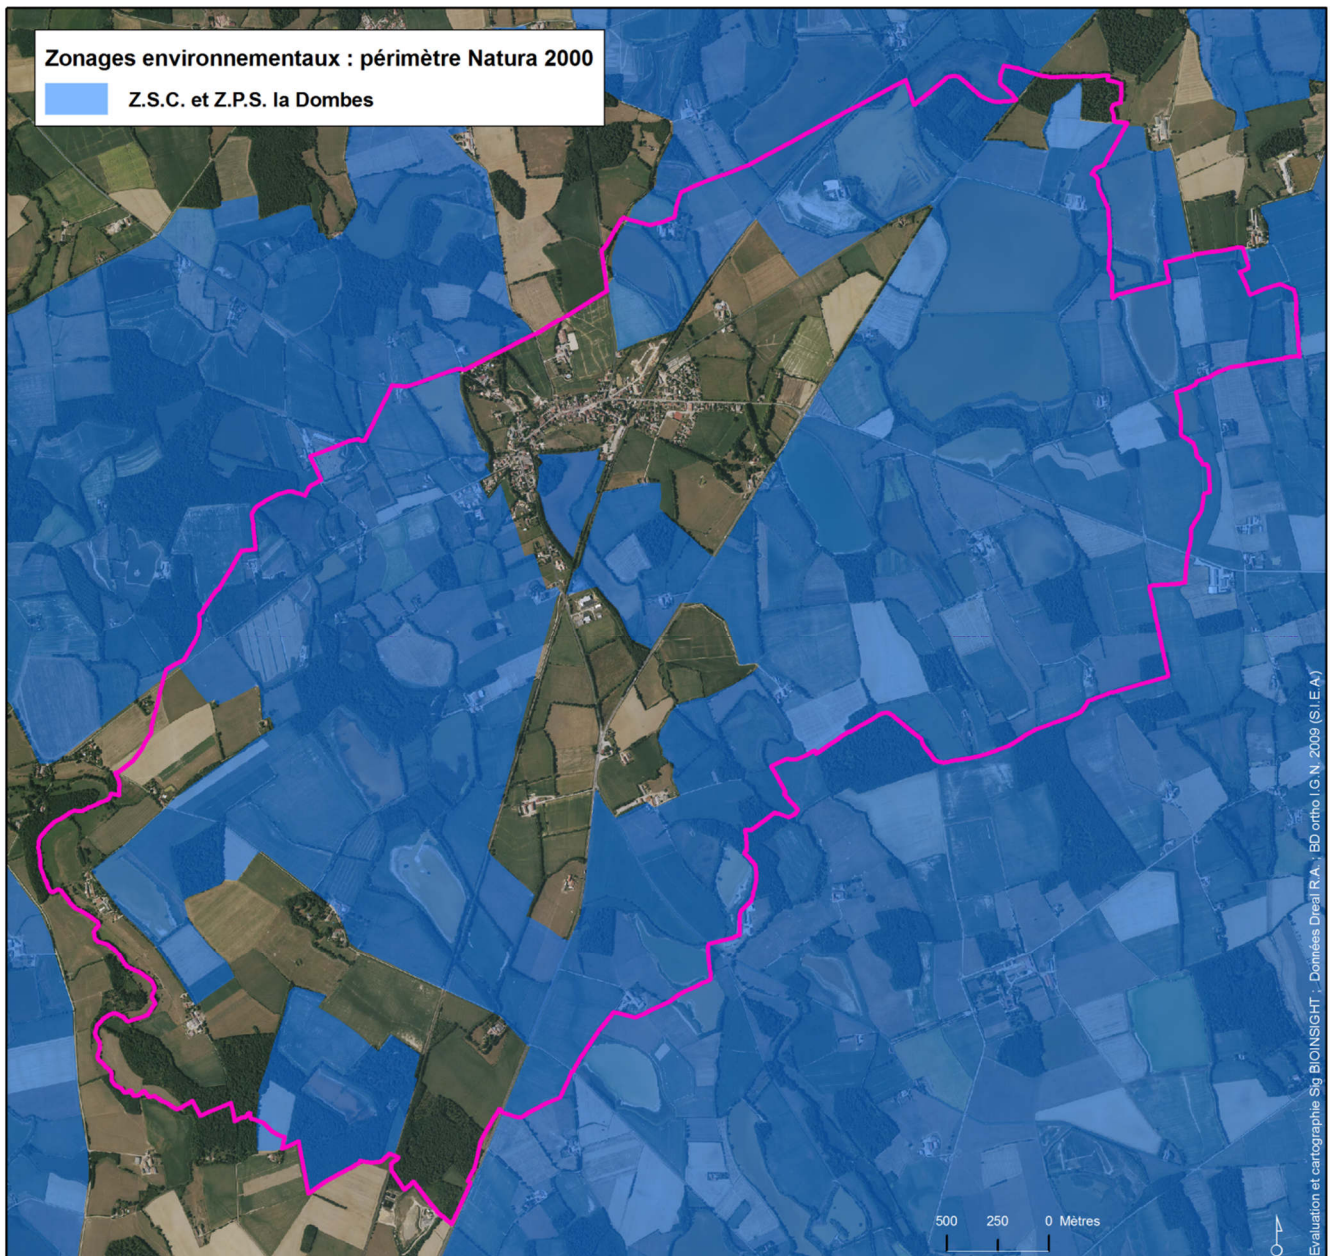 Zonages environnementaux : périmètre Natura 2000
Z.S.C. et Z.P.S. la Dombes
500 250 0 Mètres
Evaluation et cartographie Sig BIOINSIGHT ; Données Dreal R.A. ; BD ortho I.G.N. 2009 (S.I.E.A.)